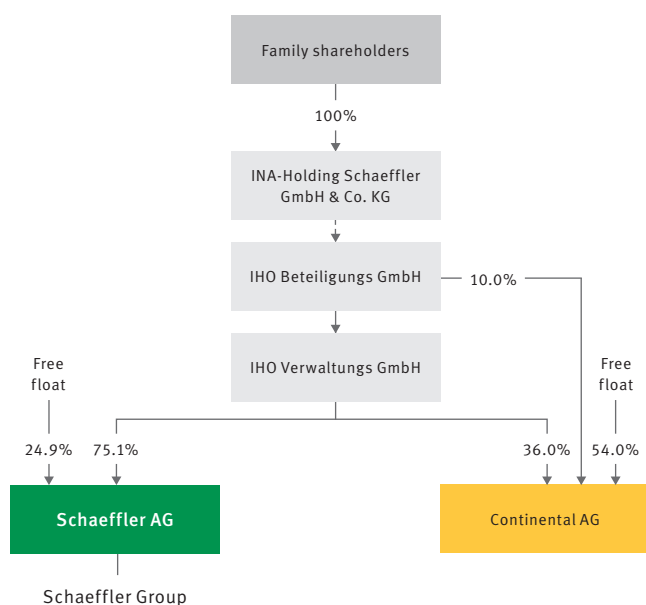 Family shareholders
100%
INA-Holding Schaeffler
GmbH & Co. KG
IHO Beteiligungs GmbH
10.0%
IHO Verwaltungs GmbH
Free
float
Free
float
24.9%
75.1%
36.0%
54.0%
Schaeffler AG
Continental AG
Schaeffler Group